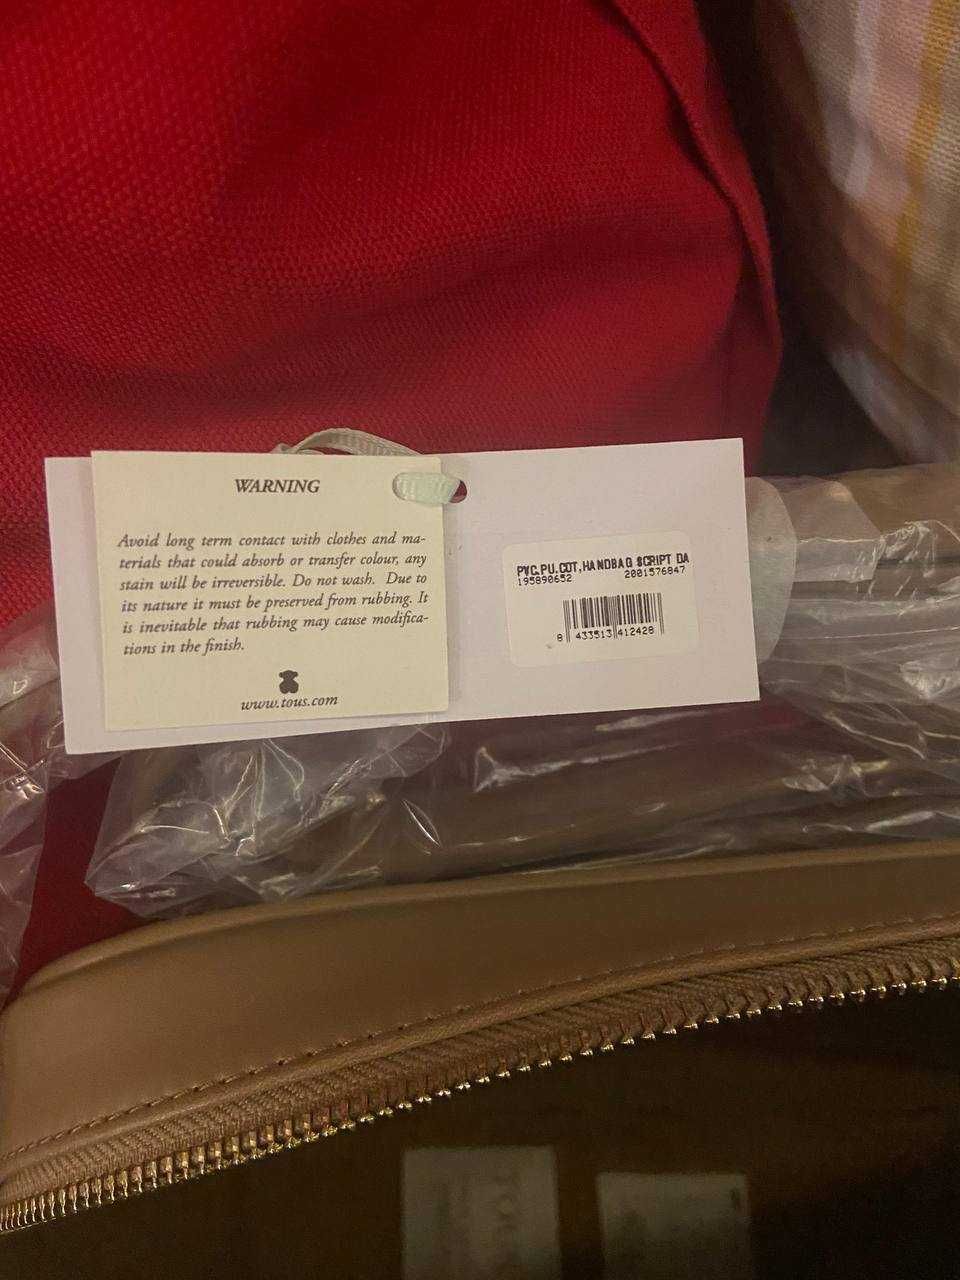 WARNING
Avoid long term contact with clothes and ma-
terials that could absorb or transfer colour, any
stain will be irreversible. Do not wash. Due to
its nature it must be preserved from rubbing. It
is inevitable that rubbing may cause modifica-
tions in the finish.
www.tous.com
PVC.PU.COT,HANDBAG SCRIPT DA
195890652 2001576847
8 433513 412428